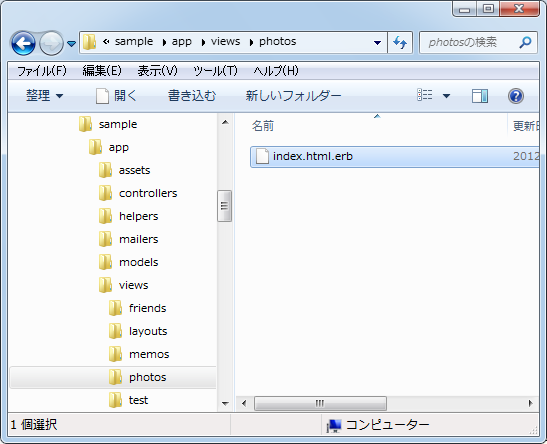 « sample ▸ app ▸ views ▸ photos photosの検索
ファイル(F) 編集(E) 表示(V) ツール(T) ヘルプ(H)
整理 開く 書き込む 新しいフォルダー
sample
app
assets
controllers
helpers
mailers
models
views
friends
layouts
memos
photos
test
名前 更新日
index.html.erb 2012
1 個選択 コンピューター